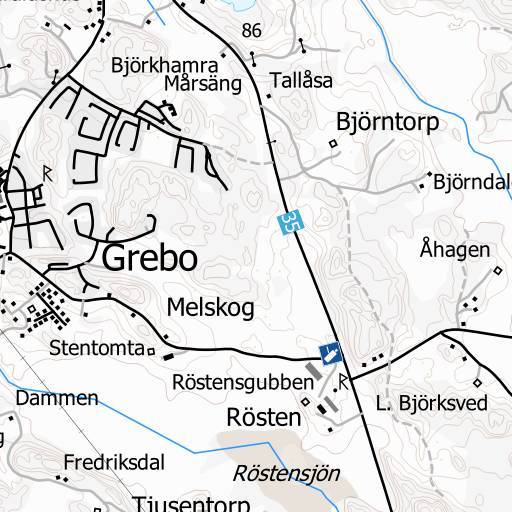 86
Björkhamra
Mårsäng
Tallåsa
Björntorp
Björndal
35
Åhagen
Grebo
Melskog
Stentomta
Röstensgubben
Dammen
L. Björksved
Rösten
Fredriksdal
Röstensjön
Tjusentorp